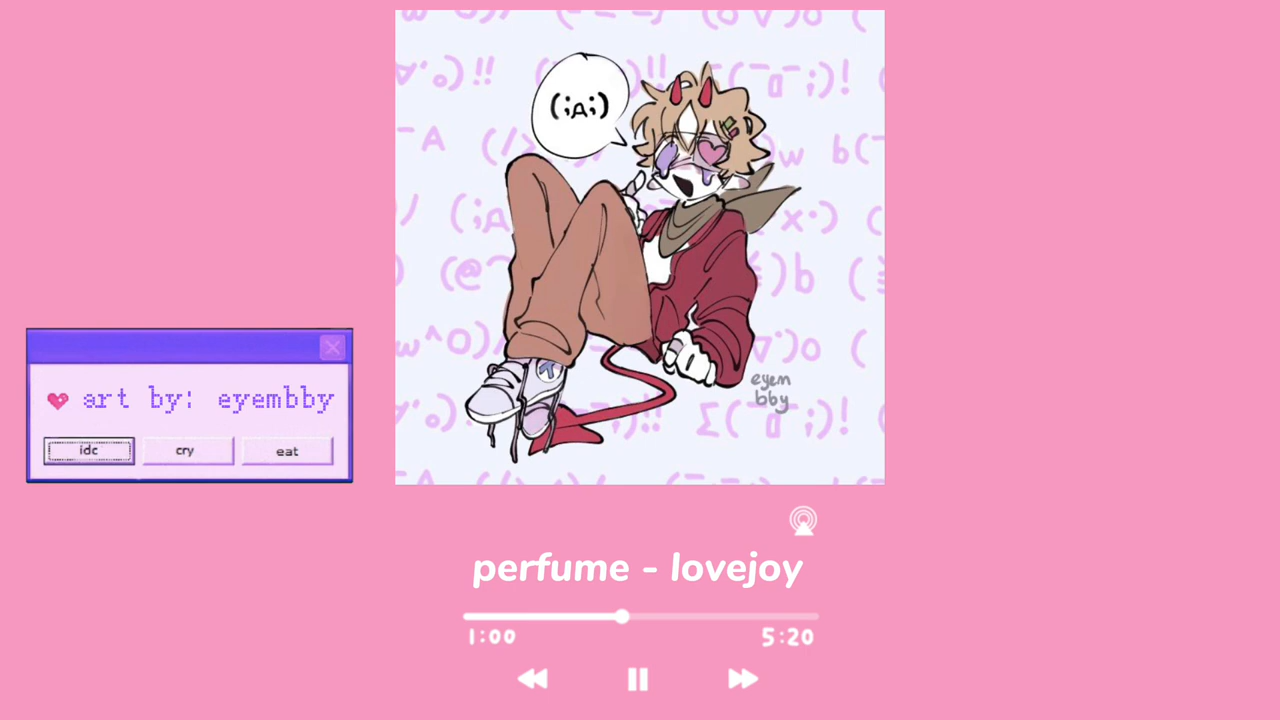 (;д;)
eyem
bby
art by: eyembby
idc
cry
eat
perfume - lovejoy
1:00
5:20